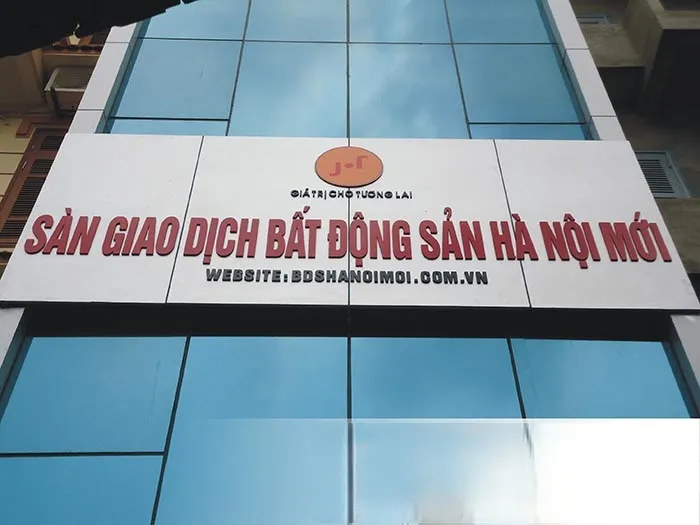 GIÁ TRỊ CHO TƯƠNG LAI
SÀN GIAO DỊCH BẤT ĐỘNG SẢN HÀ NỘI MỚI
WEBSITE:BDSHANOIMOI.COM.VN